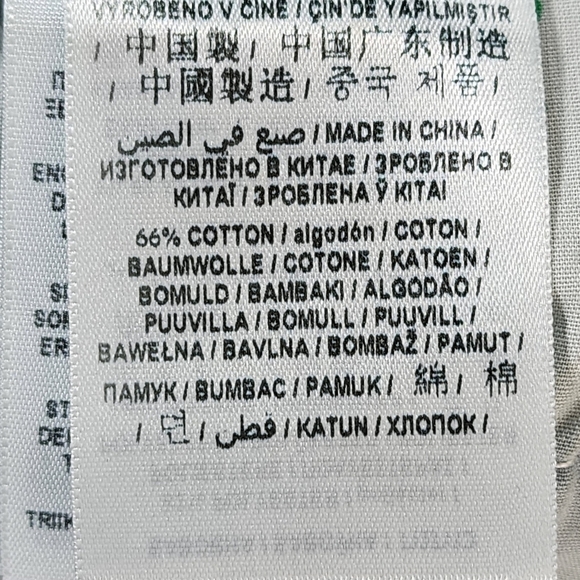 VYROBENO V ČÍNĚ / ÇİN'DE YAPILMIŞTIR
/ 中国製 / 中国广东制造
/ 中國製造 / 중국 제품 /
صنع في الصين / MADE IN CHINA /
ИЗГОТОВЛЕНО В КИТАЕ / ЗРОБЛЕНО В
КИТАЇ / ЗРОБЛЕНА Ў КІТАІ
66% COTTON / algodón / COTON /
BAUMWOLLE / COTONE / KATOEN /
BOMULD / BAMBAKI / ALGODÃO /
PUUVILLA / BOMULL / PUUVILL /
BAWEŁNA / BAVLNA / BOMBAŽ / PAMUT /
ПАМУК / BUMBAC / PAMUK / 綿 / 棉
/ 면 / قطن / KATUN / ХЛОПОК /